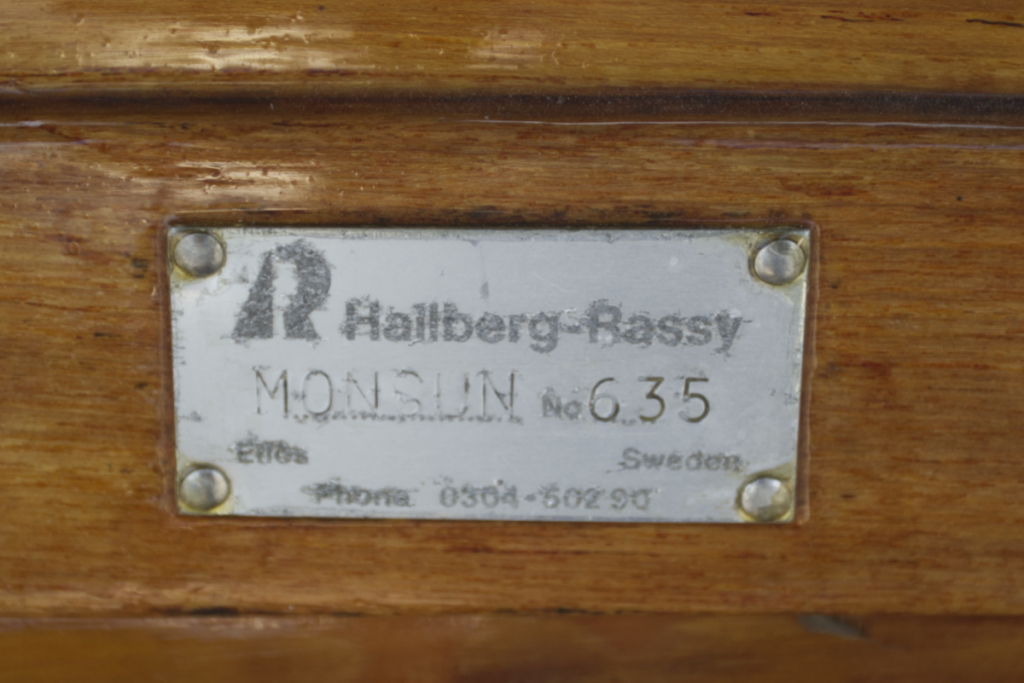 R Hallberg-Rassy
MONSUN No 635
Ellös Sweden
Phone 0304-50290